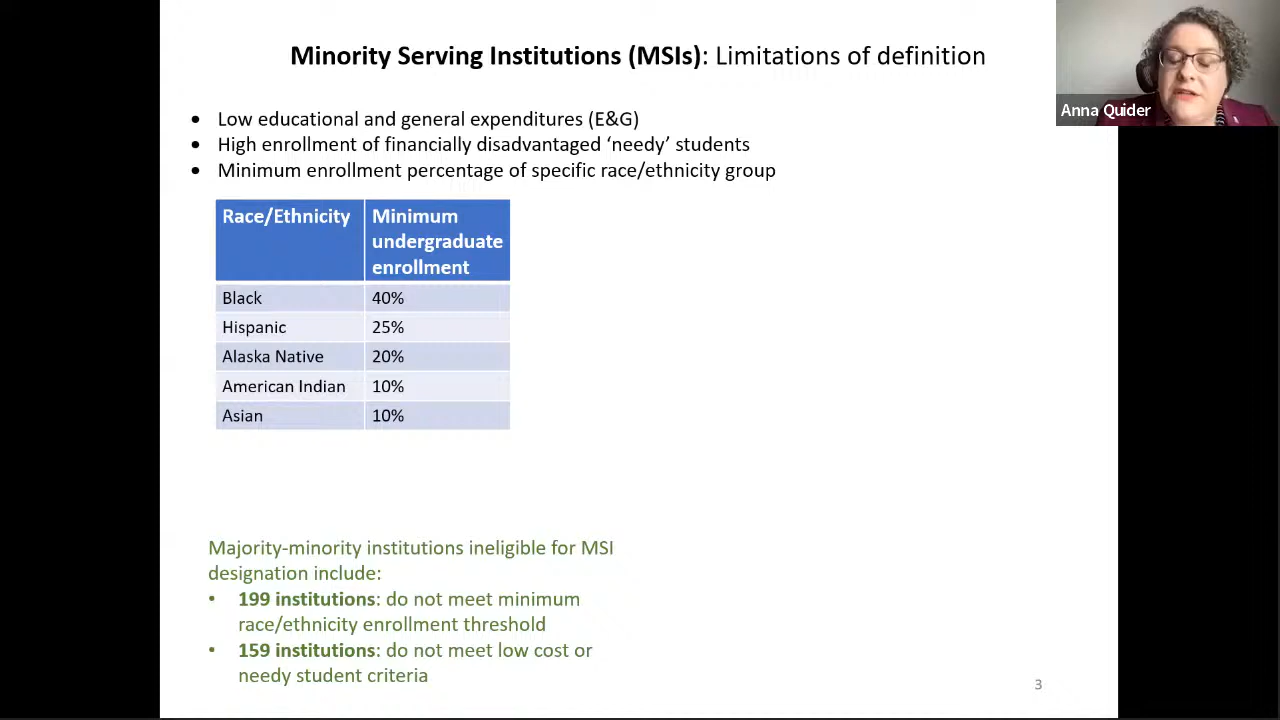 Minority Serving Institutions (MSIs): Limitations of definition
Anna Quider
• Low educational and general expenditures (E&G)
• High enrollment of financially disadvantaged ‘needy’ students
• Minimum enrollment percentage of specific race/ethnicity group
Race/Ethnicity Minimum
undergraduate
enrollment
Black 40%
Hispanic 25%
Alaska Native 20%
American Indian 10%
Asian 10%
Majority-minority institutions ineligible for MSI
designation include:
• 199 institutions: do not meet minimum
race/ethnicity enrollment threshold
• 159 institutions: do not meet low cost or
needy student criteria
3